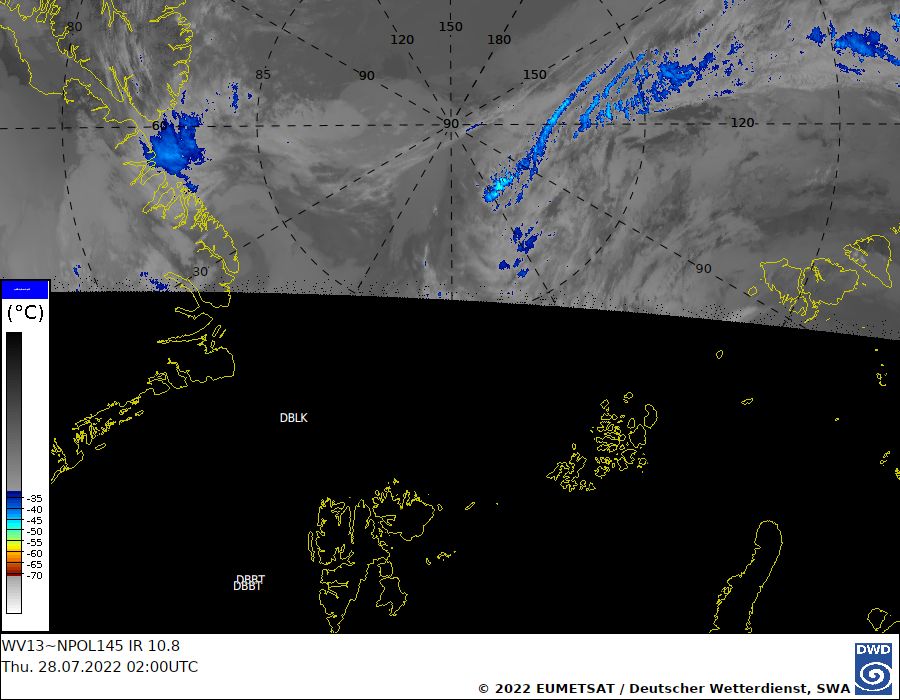 80
150
120
180
85
90
150
60
90
120
30
90
(°C)
DBLK
-35
-40
-45
-50
-55
-60
-65
-70
DBBT
WV13~NPOL145 IR 10.8
Thu. 28.07.2022 02:00UTC
DWD
© 2022 EUMETSAT / Deutscher Wetterdienst, SWA